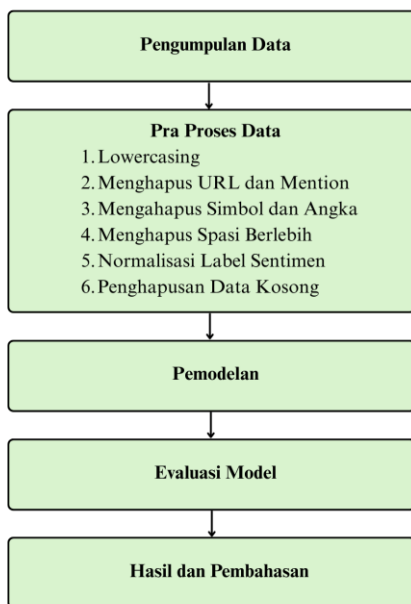 Pengumpulan Data
Pra Proses Data
1. Lowercasing
2. Menghapus URL dan Mention
3. Mengahapus Simbol dan Angka
4. Menghapus Spasi Berlebih
5. Normalisasi Label Sentimen
6. Penghapusan Data Kosong
Pemodelan
Evaluasi Model
Hasil dan Pembahasan